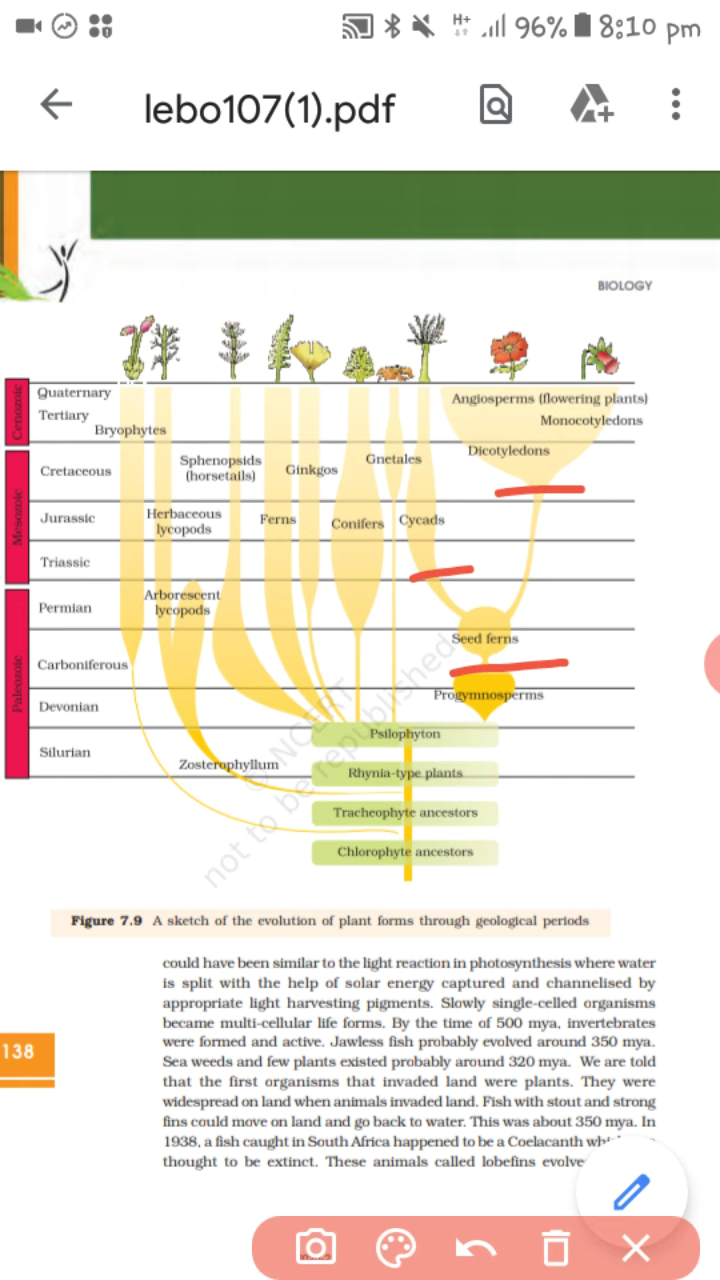 H+ 96% 8:10 pm
lebo107(1).pdf
BIOLOGY
Cenozoic
Quaternary
Tertiary
Bryophytes
Angiosperms (flowering plants)
Monocotyledons
Dicotyledons
Mesozoic
Cretaceous
Sphenopsids
(horsetails)
Ginkgos
Gnetales
Jurassic
Herbaceous
lycopods
Ferns
Conifers
Cycads
Triassic
Paleozoic
Permian
Arborescent
lycopods
Seed ferns
Carboniferous
Progymnosperms
Devonian
Psilophyton
Silurian
Zosterophyllum
Rhynia-type plants
Tracheophyte ancestors
Chlorophyte ancestors
© NCERT
not to be republished
Figure 7.9 A sketch of the evolution of plant forms through geological periods
could have been similar to the light reaction in photosynthesis where water
is split with the help of solar energy captured and channelised by
appropriate light harvesting pigments. Slowly single-celled organisms
became multi-cellular life forms. By the time of 500 mya, invertebrates
were formed and active. Jawless fish probably evolved around 350 mya.
Sea weeds and few plants existed probably around 320 mya. We are told
that the first organisms that invaded land were plants. They were
widespread on land when animals invaded land. Fish with stout and strong
fins could move on land and go back to water. This was about 350 mya. In
1938, a fish caught in South Africa happened to be a Coelacanth
thought to be extinct. These animals called lobefins
138